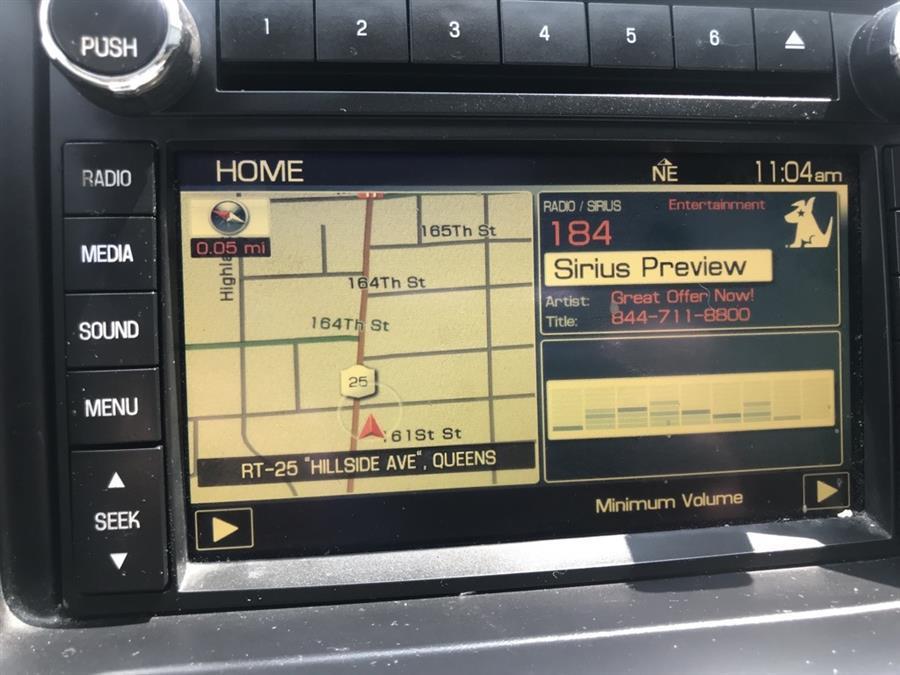 1 2 3 4 5 6
PUSH
RADIO
MEDIA
SOUND
MENU
SEEK
HOME NE 11:04am
0.05 mi
165Th St
164Th St
164Th St
25
61St St
RT-25 "HILLSIDE AVE", QUEENS
RADIO / SIRIUS Entertainment
184
Sirius Preview
Artist: Great Offer Now!
Title: 844-711-8800
Minimum Volume